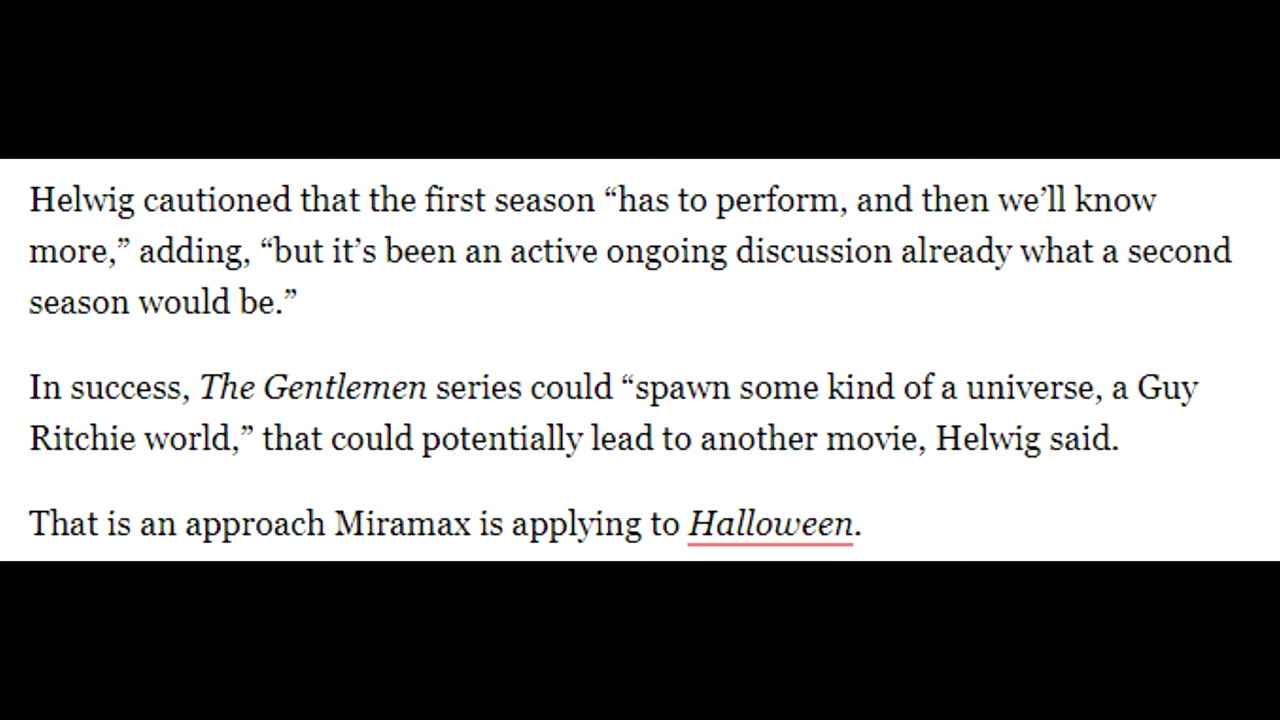 Helwig cautioned that the first season “has to perform, and then we’ll know
more,” adding, “but it’s been an active ongoing discussion already what a second
season would be.”
In success, The Gentlemen series could “spawn some kind of a universe, a Guy
Ritchie world,” that could potentially lead to another movie, Helwig said.
That is an approach Miramax is applying to Halloween.